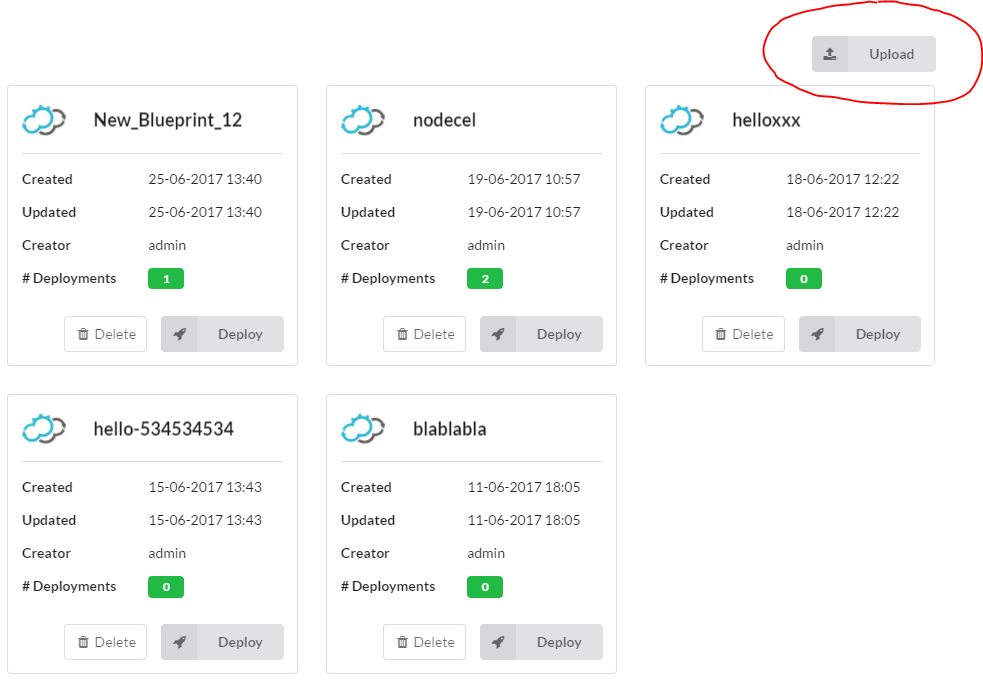 Upload
New_Blueprint_12
Created 25-06-2017 13:40
Updated 25-06-2017 13:40
Creator admin
# Deployments 1
Delete Deploy
nodecel
Created 19-06-2017 10:57
Updated 19-06-2017 10:57
Creator admin
# Deployments 2
Delete Deploy
helloxxx
Created 18-06-2017 12:22
Updated 18-06-2017 12:22
Creator admin
# Deployments 0
Delete Deploy
hello-534534534
Created 15-06-2017 13:43
Updated 15-06-2017 13:43
Creator admin
# Deployments 0
Delete Deploy
blablabla
Created 11-06-2017 18:05
Updated 11-06-2017 18:05
Creator admin
# Deployments 0
Delete Deploy